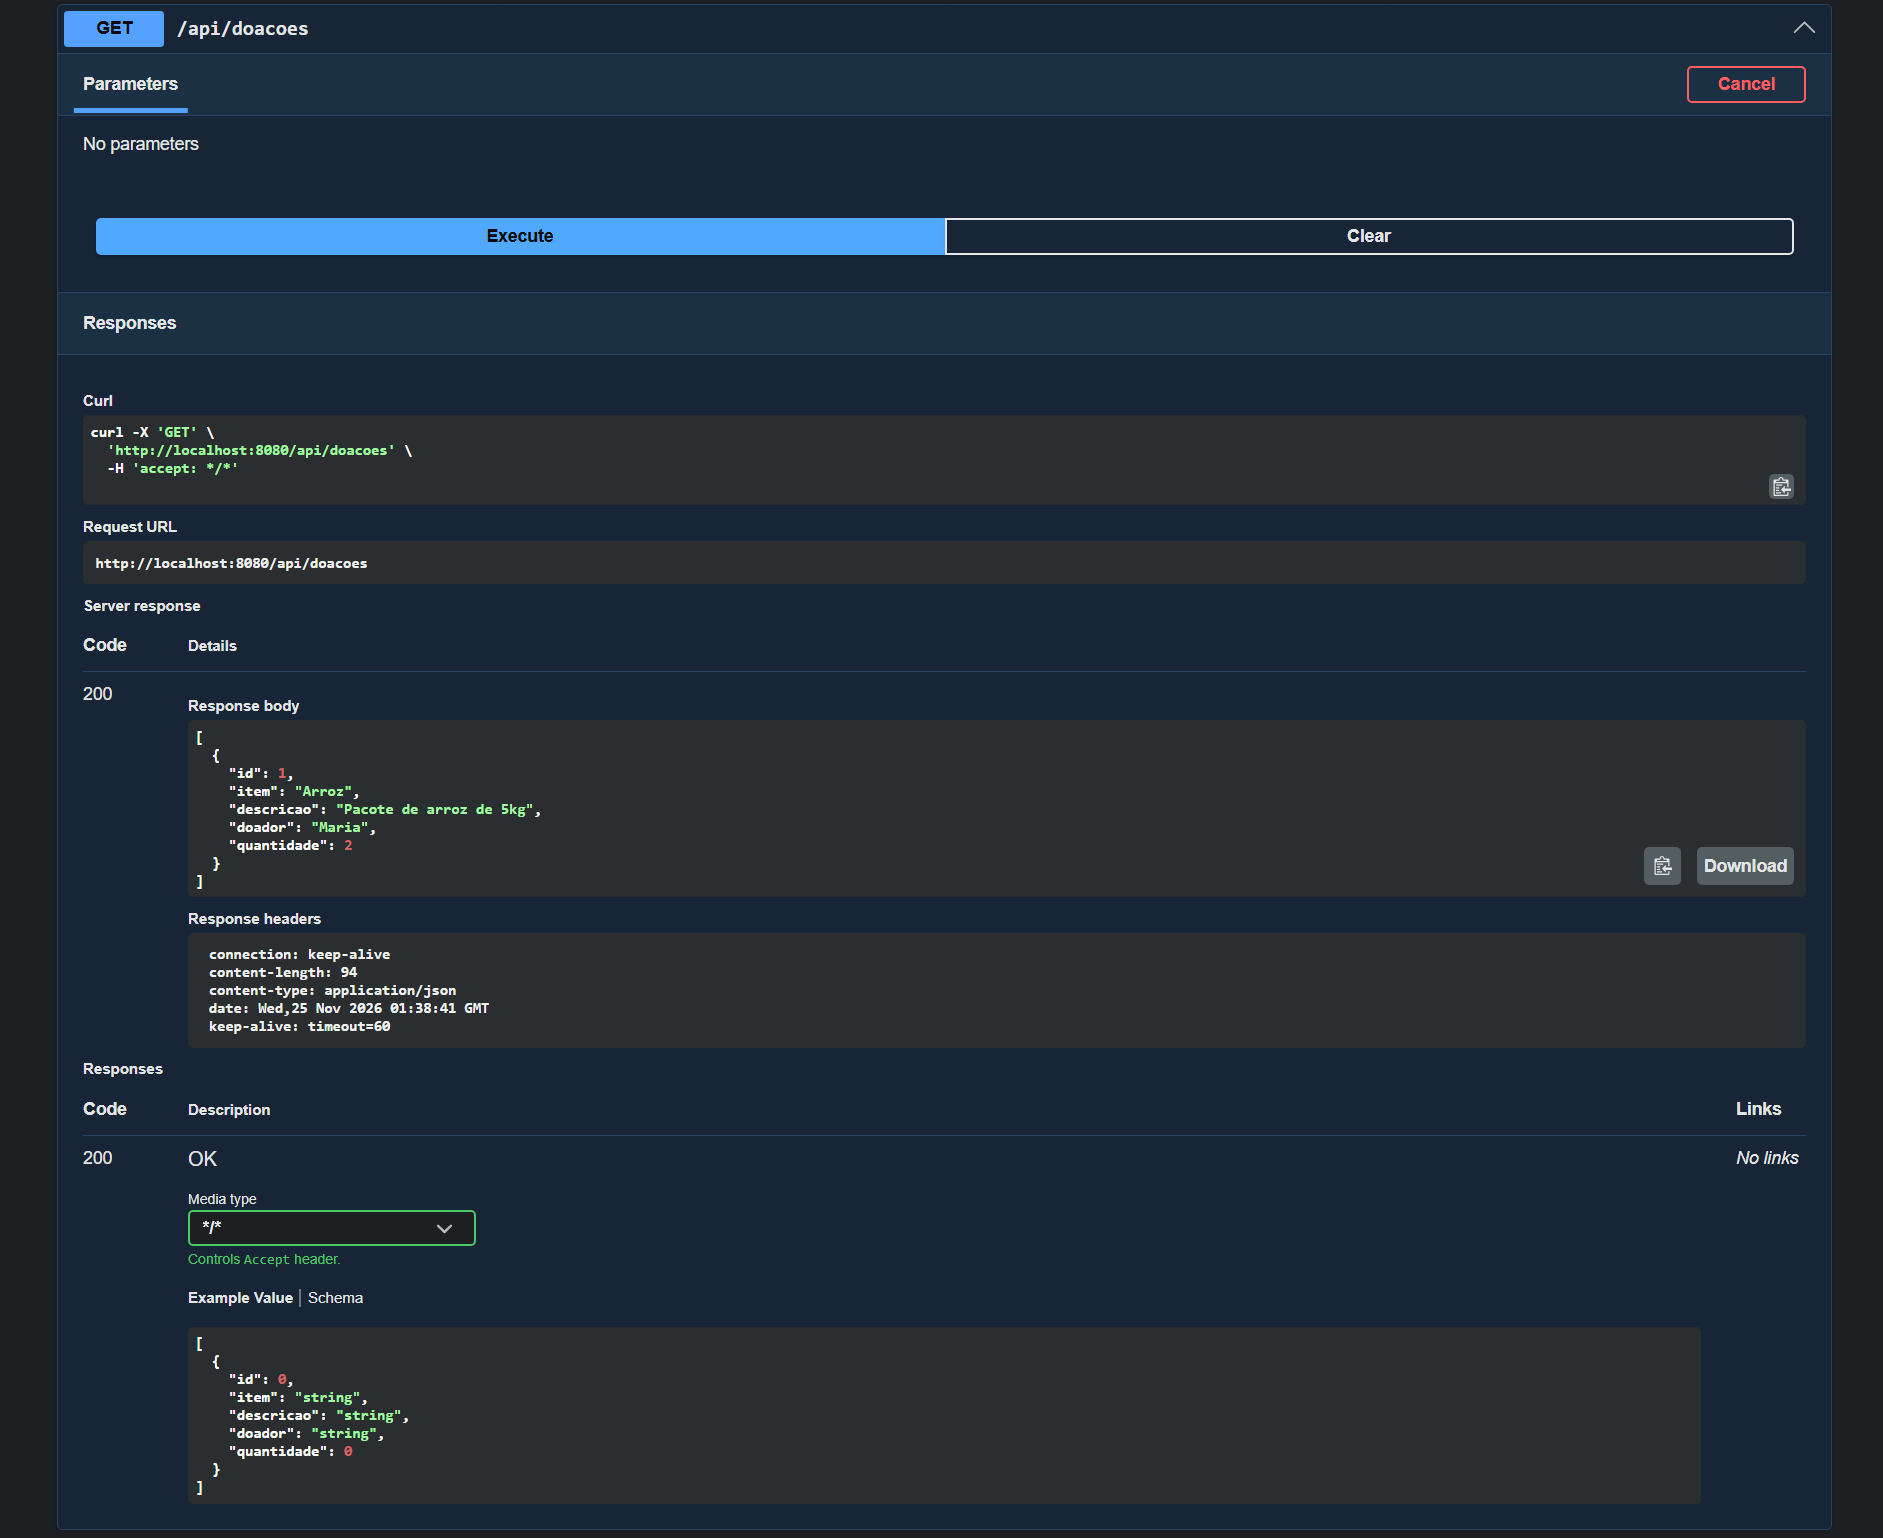 GET /api/doacoes
Parameters
Cancel
No parameters
Execute
Clear
Responses
Curl
curl -X 'GET' \
  'http://localhost:8080/api/doacoes' \
  -H 'accept: */*'
Request URL
http://localhost:8080/api/doacoes
Server response
Code Details
200
Response body
[
  {
    "id": 1,
    "item": "Arroz",
    "descricao": "Pacote de arroz de 5kg",
    "doador": "Maria",
    "quantidade": 2
  }
]
Download
Response headers
connection: keep-alive
content-length: 94
content-type: application/json
date: Wed,25 Nov 2026 01:38:41 GMT
keep-alive: timeout=60
Responses
Code Description Links
200 OK No links
Media type
*/*
Controls Accept header.
Example Value | Schema
[
  {
    "id": 0,
    "item": "string",
    "descricao": "string",
    "doador": "string",
    "quantidade": 0
  }
]